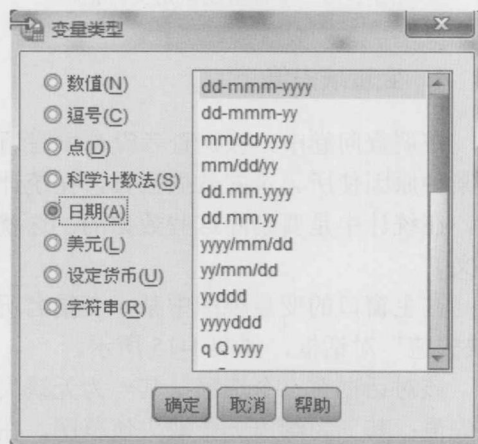 变量类型
数值(N)
逗号(C)
点(D)
科学计数法(S)
日期(A)
美元(L)
设定货币(U)
字符串(R)
dd-mmm-yyyy
dd-mmm-yy
mm/dd/yyyy
mm/dd/yy
dd.mm.yyyy
dd.mm.yy
yyyy/mm/dd
yy/mm/dd
yyddd
yyyyddd
q Q yyyy
确定
取消
帮助